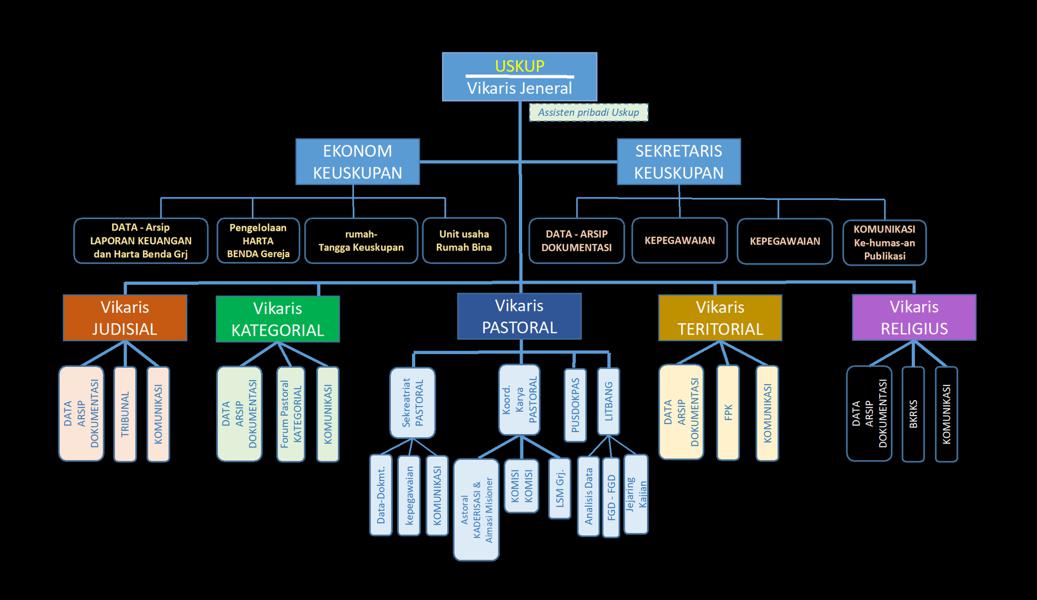 USKUP
Vikaris Jeneral
Assisten pribadi Uskup
EKONOM
KEUSKUPAN
SEKRETARIS
KEUSKUPAN
DATA - Arsip
LAPORAN KEUANGAN
dan Harta Benda Grj
Pengelolaan
HARTA
BENDA Gereja
rumah-
Tangga Keuskupan
Unit usaha
Rumah Bina
DATA - ARSIP
DOKUMENTASI
KEPEGAWAIAN
KEPEGAWAIAN
KOMUNIKASI
Ke-humas-an
Publikasi
Vikaris
JUDISIAL
Vikaris
KATEGORIAL
Vikaris
PASTORAL
Vikaris
TERITORIAL
Vikaris
RELIGIUS
DATA
ARSIP
DOKUMENTASI
TRIBUNAL
KOMUNIKASI
DATA
ARSIP
DOKUMENTASI
Forum Pastoral
KATEGORIAL
KOMUNIKASI
Sekreatriat
PASTORAL
Koord.
Karya
PASTORAL
PUSDOKPAS
LITBANG
DATA
ARSIP
DOKUMENTASI
FPK
KOMUNIKASI
DATA
ARSIP
DOKUMENTASI
BKRKS
KOMUNIKASI
Data-Dokmt.
kepegawaian
KOMUNIKASI
Astoral
KADERISASI &
Aimasi Misioner
KOMISI
KOMISI
LSM Grj.
Analisis Data
FGD - FGD
Jejaring
Kajian